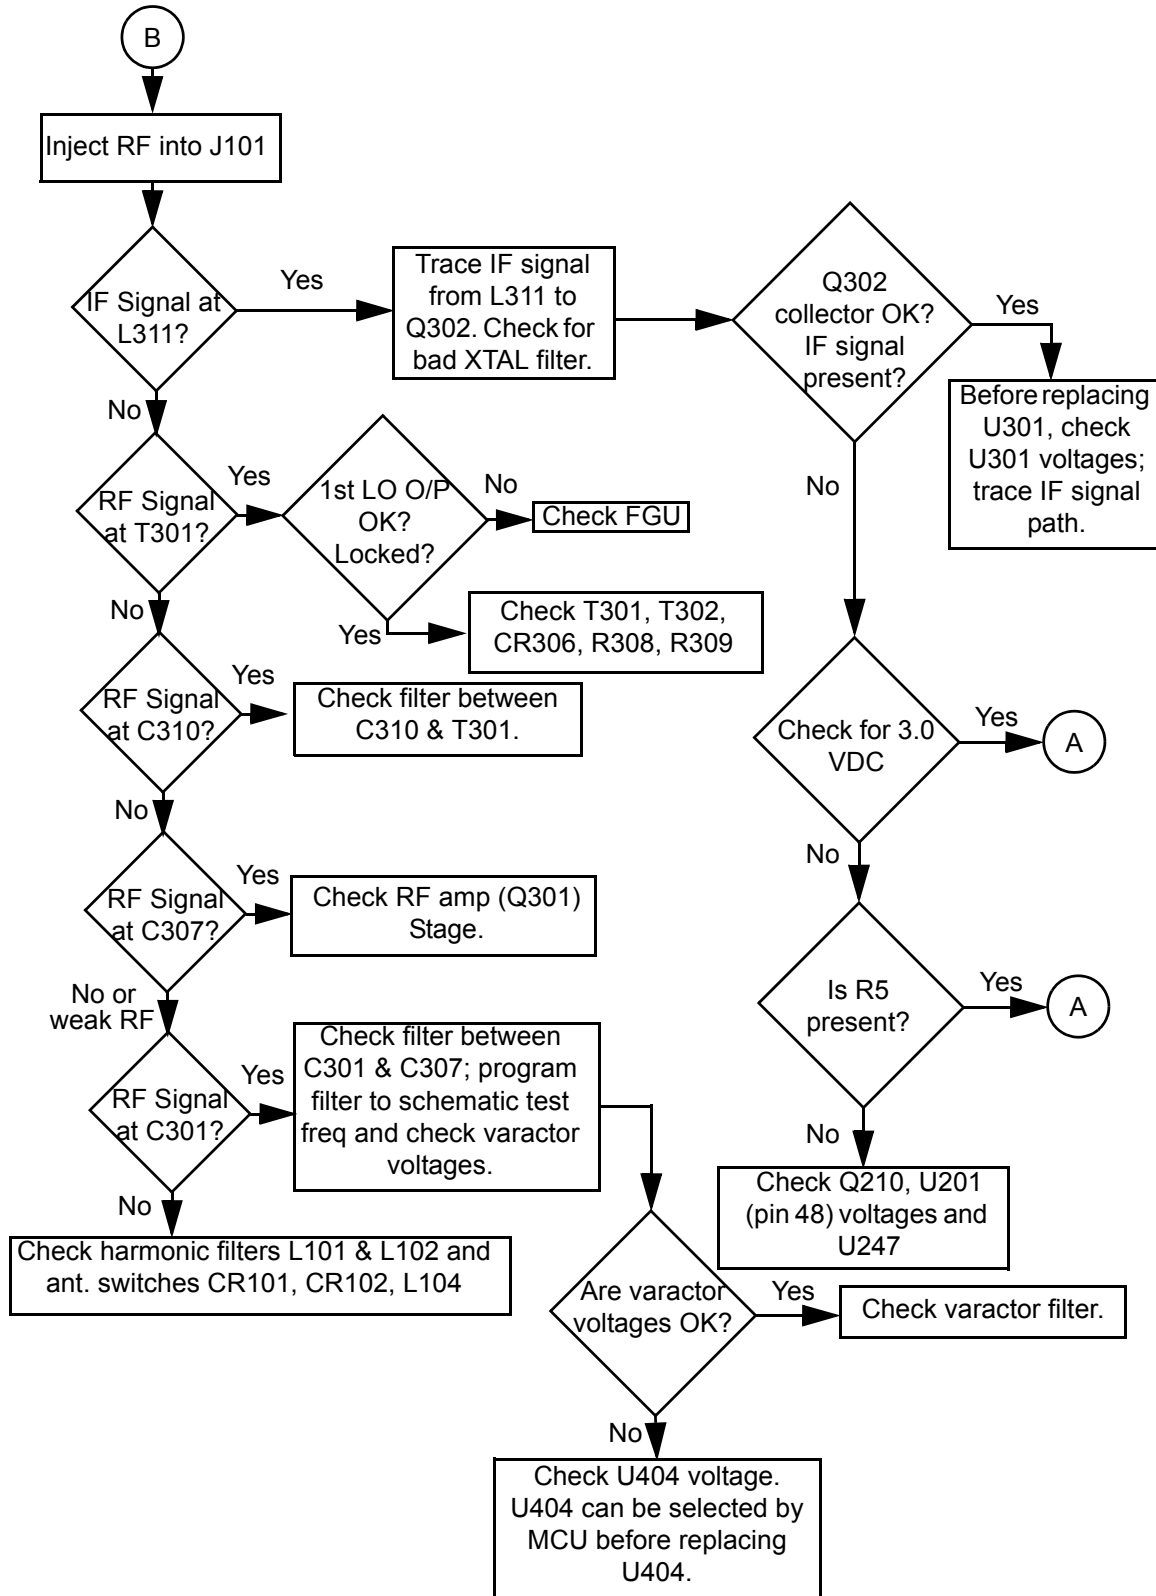 B
Inject RF into J101
IF Signal at
L311?
Yes
No
Trace IF signal
from L311 to
Q302. Check for
bad XTAL filter.
Q302
collector OK?
IF signal
present?
Yes
No
Before replacing
U301, check
U301 voltages;
trace IF signal
path.
RF Signal
at T301?
Yes
No
1st LO O/P
OK?
Locked?
No
Check FGU
Yes
Check T301, T302,
CR306, R308, R309
RF Signal
at C310?
Yes
No
Check filter between
C310 & T301.
Check for 3.0
VDC
Yes
A
No
RF Signal
at C307?
Yes
Check RF amp (Q301)
Stage.
No or
weak RF
Is R5
present?
Yes
A
No
Check Q210, U201
(pin 48) voltages and
U247
RF Signal
at C301?
Yes
Check filter between
C301 & C307; program
filter to schematic test
freq and check varactor
voltages.
No
Check harmonic filters L101 & L102 and
ant. switches CR101, CR102, L104
Are varactor
voltages OK?
Yes
Check varactor filter.
No
Check U404 voltage.
U404 can be selected by
MCU before replacing
U404.